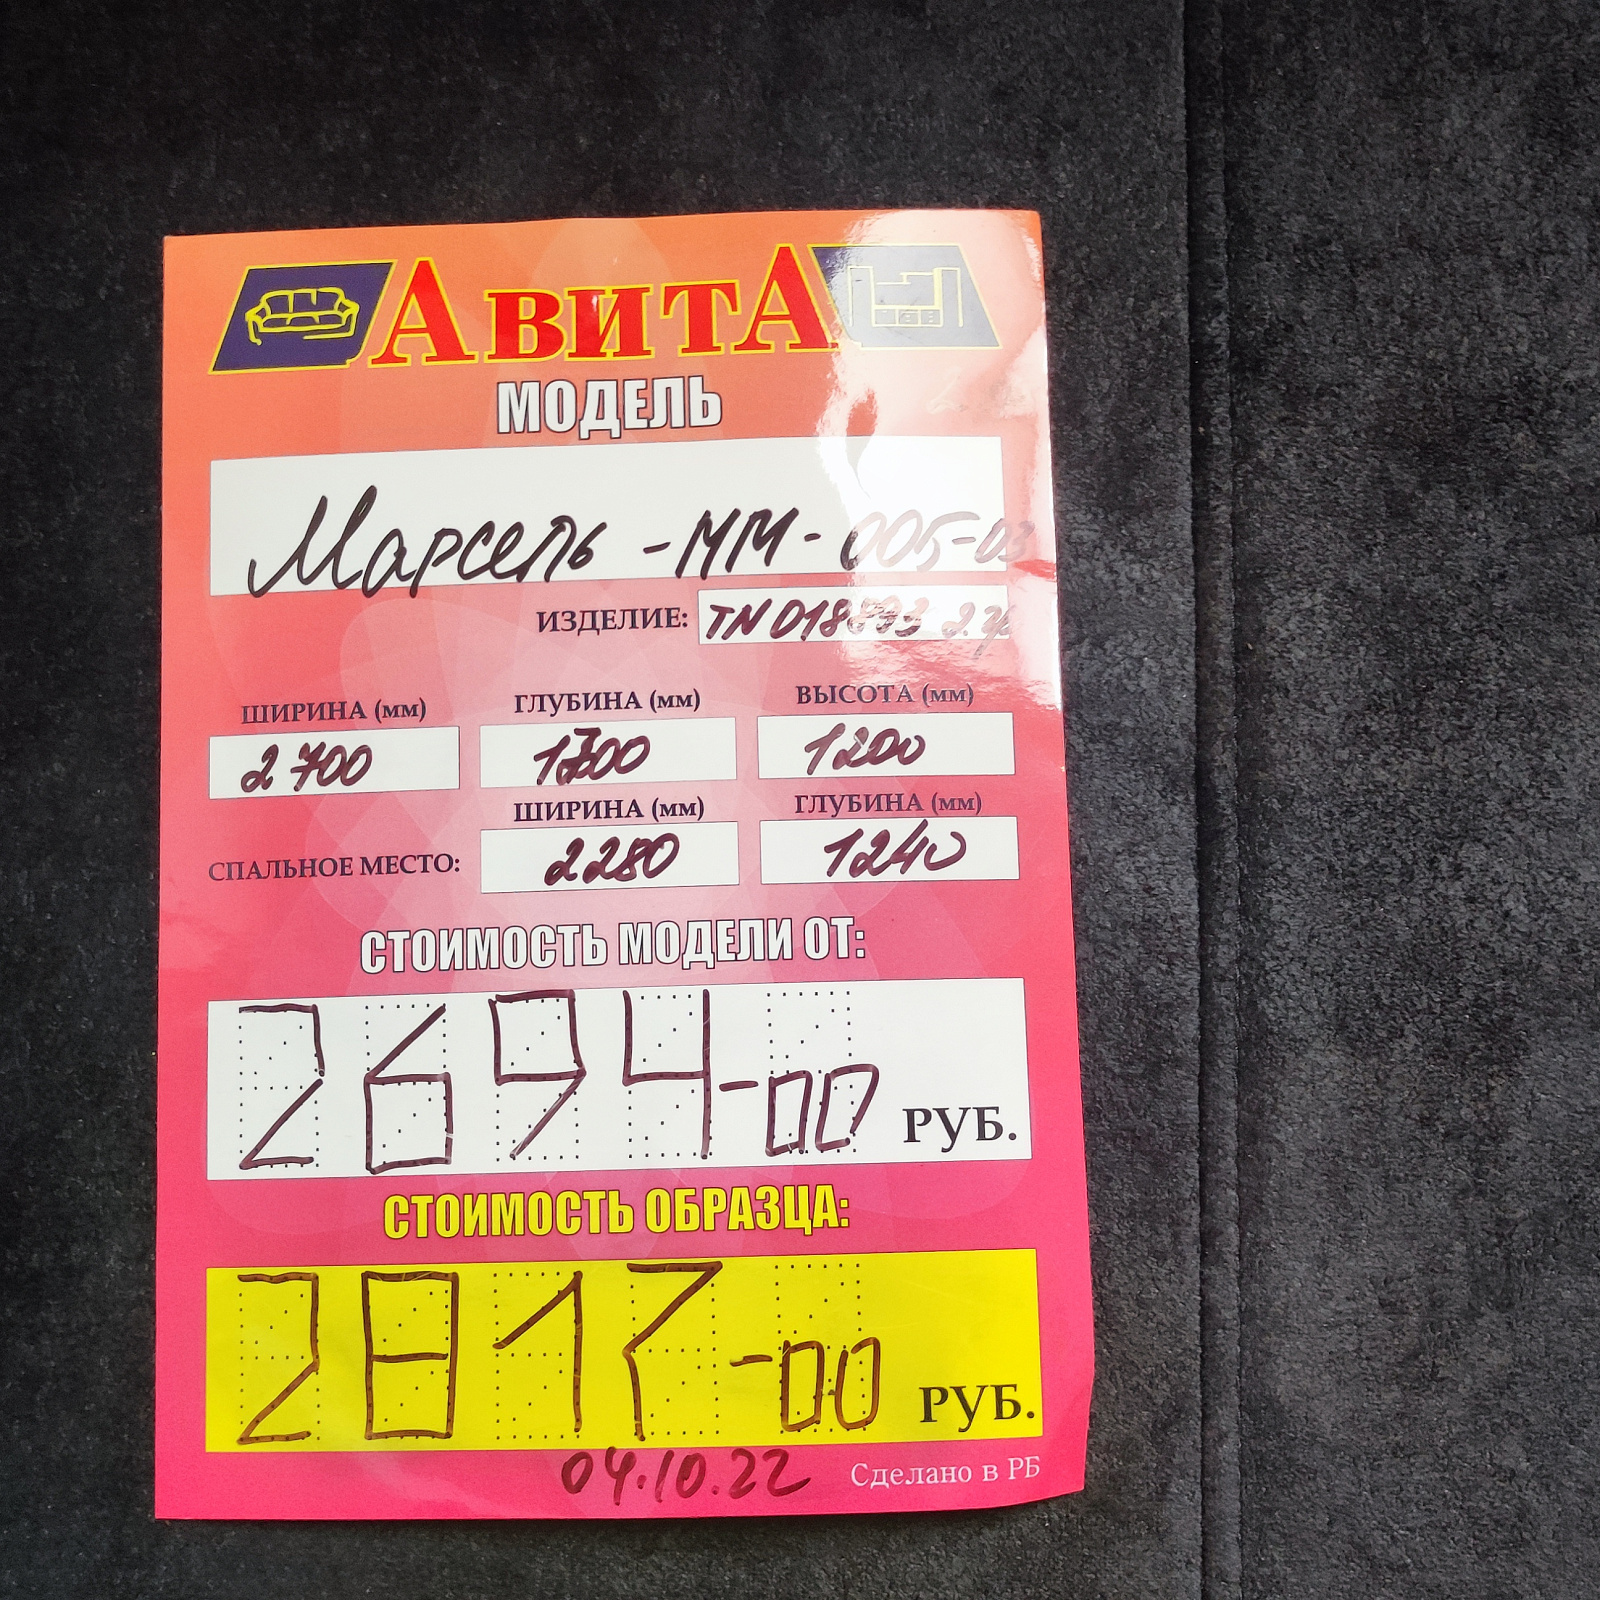 АвитА
МОДЕЛЬ
Марсель -ММ- 005-03
ИЗДЕЛИЕ: TN 018893
ШИРИНА (мм) ГЛУБИНА (мм) ВЫСОТА (мм)
2700 1700 1200
ШИРИНА (мм) ГЛУБИНА (мм)
СПАЛЬНОЕ МЕСТО: 2280 1240
СТОИМОСТЬ МОДЕЛИ ОТ:
2694-00 РУБ.
СТОИМОСТЬ ОБРАЗЦА:
2817-00 РУБ.
04.10.22 Сделано в РБ